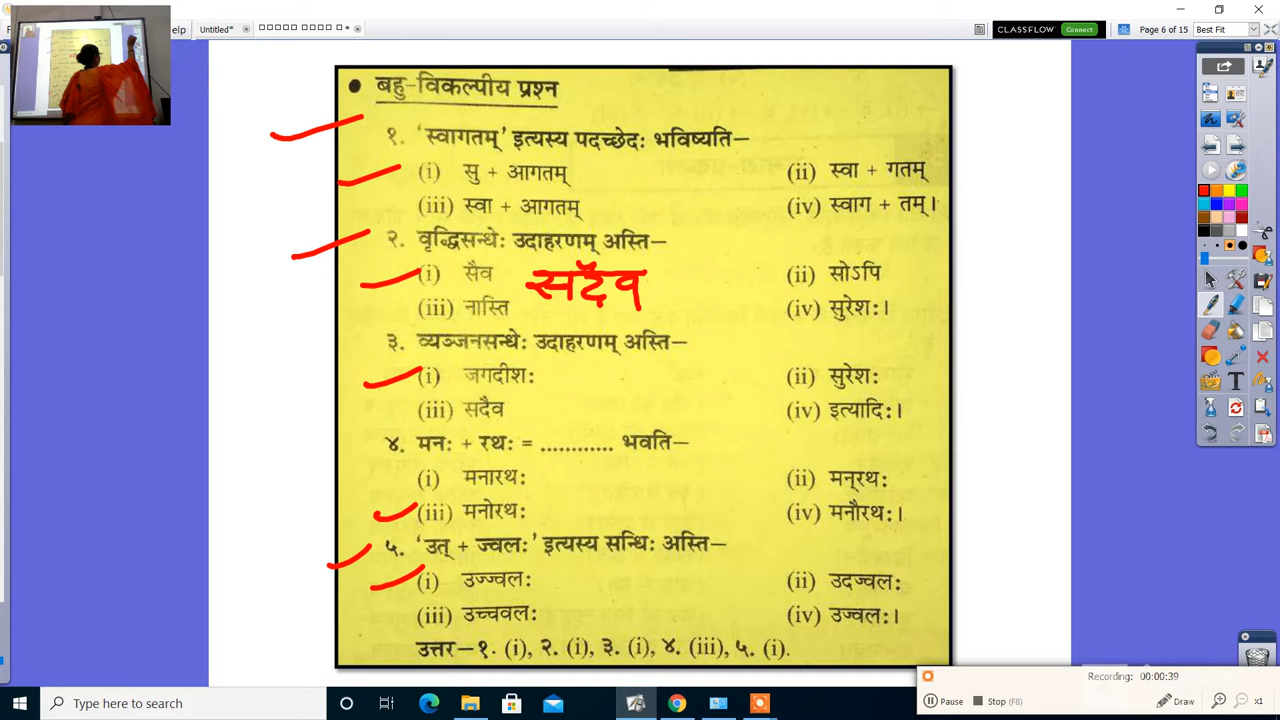 help
Untitled*
CLASSFLOW Connect
Page 6 of 15
Best Fit
● बहु-विकल्पीय प्रश्न
१. 'स्वागतम्' इत्यस्य पदच्छेदः भविष्यति–
(i) सु + आगतम् (ii) स्वा + गतम्
(iii) स्वा + आगतम् (iv) स्वाग + तम्।
२. वृद्धिसन्धेः उदाहरणम् अस्ति–
(i) सैव सदैव (ii) सोऽपि
(iii) नास्ति (iv) सुरेशः।
३. व्यञ्जनसन्धेः उदाहरणम् अस्ति–
(i) जगदीशः (ii) सुरेशः
(iii) सदैव (iv) इत्यादिः।
४. मनः + रथः = ............ भवति–
(i) मनारथः (ii) मन्रथः
(iii) मनोरथः (iv) मनौरथः।
५. 'उत् + ज्वलः' इत्यस्य सन्धिः अस्ति–
(i) उज्ज्वलः (ii) उदज्वलः
(iii) उच्चवलः (iv) उज्वलः।
उत्तर–१. (i), २. (i), ३. (i), ४. (iii), ५. (i).
Recording: 00:00:39
Pause Stop (F8) Draw x1
Type here to search